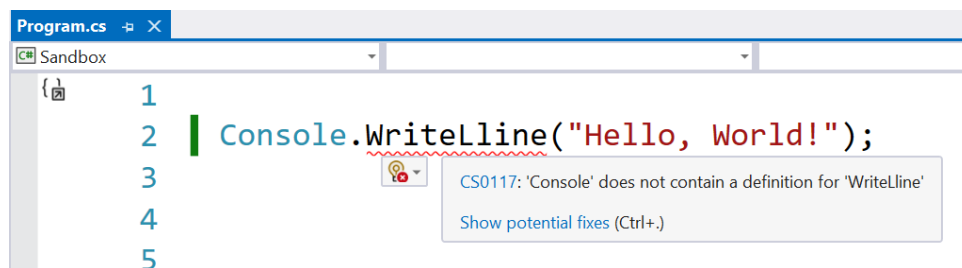 Program.cs
C# Sandbox
1
2 Console.WriteLline("Hello, World!");
3
CS0117: 'Console' does not contain a definition for 'WriteLline'
4
Show potential fixes (Ctrl+.)
5